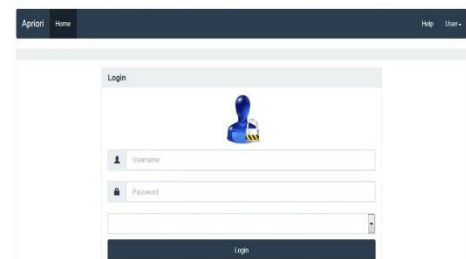 Apriori Home Help User
Login
Username
Password
Login